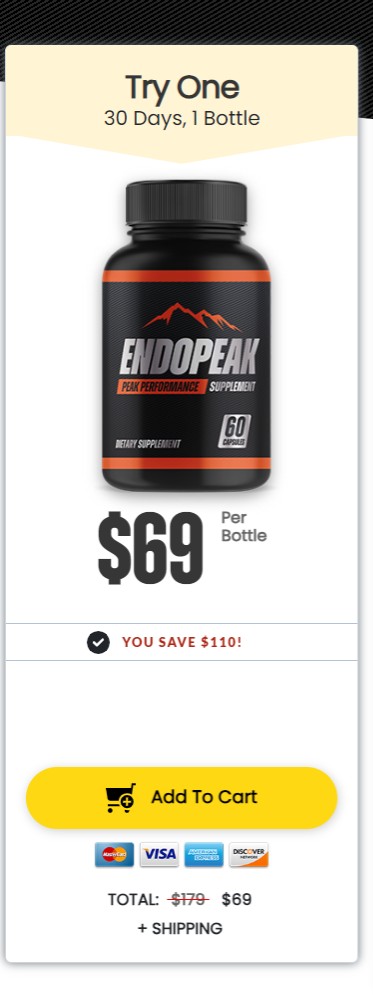 Try One
30 Days, 1 Bottle
ENDOPEAK
PEAK PERFORMANCE SUPPLEMENT
60
CAPSULES
DIETARY SUPPLEMENT
$69 Per
Bottle
YOU SAVE $110!
Add To Cart
MasterCard VISA AMERICAN EXPRESS DISCOVER
TOTAL: $179 $69
+ SHIPPING